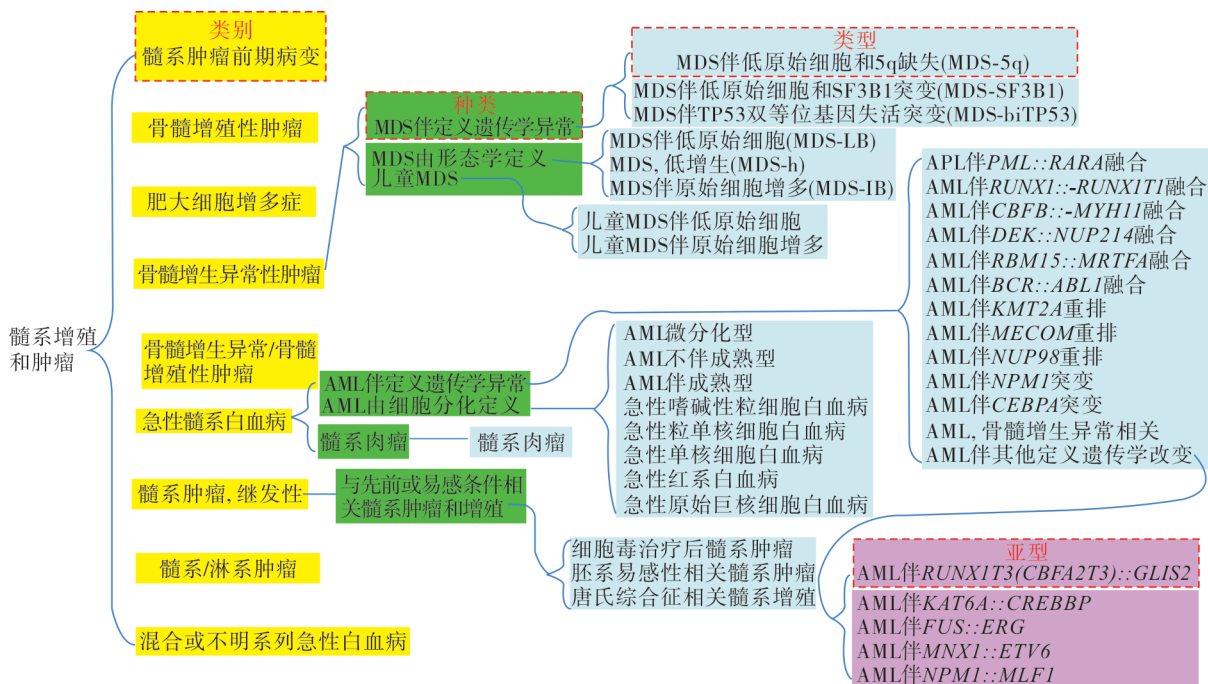 髓系增殖
和肿瘤
类别
髓系肿瘤前期病变
骨髓增殖性肿瘤
肥大细胞增多症
骨髓增生异常性肿瘤
骨髓增生异常/骨髓
增殖性肿瘤
急性髓系白血病
髓系肿瘤, 继发性
髓系/淋系肿瘤
混合或不明系列急性白血病
种类
MDS伴定义遗传学异常
MDS由形态学定义
儿童MDS
类型
MDS伴低原始细胞和5q缺失(MDS-5q)
MDS伴低原始细胞和SF3B1突变(MDS-SF3B1)
MDS伴TP53双等位基因失活突变(MDS-biTP53)
MDS伴原始细胞(MDS-LB)
MDS, 低增生(MDS-h)
MDS伴原始细胞增多(MDS-IB)
儿童MDS伴低原始细胞
儿童MDS伴原始细胞增多
AML伴定义遗传学异常
AML由细胞分化定义
髓系肉瘤
髓系肉瘤
AML微分化型
AML不伴成熟型
AML伴成熟型
急性嗜碱性粒细胞白血病
急性粒单核细胞白血病
急性单核细胞白血病
急性红系白血病
急性原始巨核细胞白血病
APL伴PML::RARA融合
AML伴RUNX1::-RUNX1T1融合
AML伴CBFB::-MYH11融合
AML伴DEK::NUP214融合
AML伴RBM15::MRTFA融合
AML伴BCR::ABL1融合
AML伴KMT2A重排
AML伴MECOM重排
AML伴NUP98重排
AML伴NPM1突变
AML伴CEBPA突变
AML, 骨髓增生异常相关
AML伴其他定义遗传学改变
与先前或易感条件相
关髓系肿瘤和增殖
细胞毒治疗后髓系肿瘤
胚系易感性相关髓系肿瘤
唐氏综合征相关髓系增殖
亚型
AML伴RUNX1T3(CBFA2T3)::GLIS2
AML伴KAT6A::CREBBP
AML伴FUS::ERG
AML伴MNX1::ETV6
AML伴NPM1::MLF1